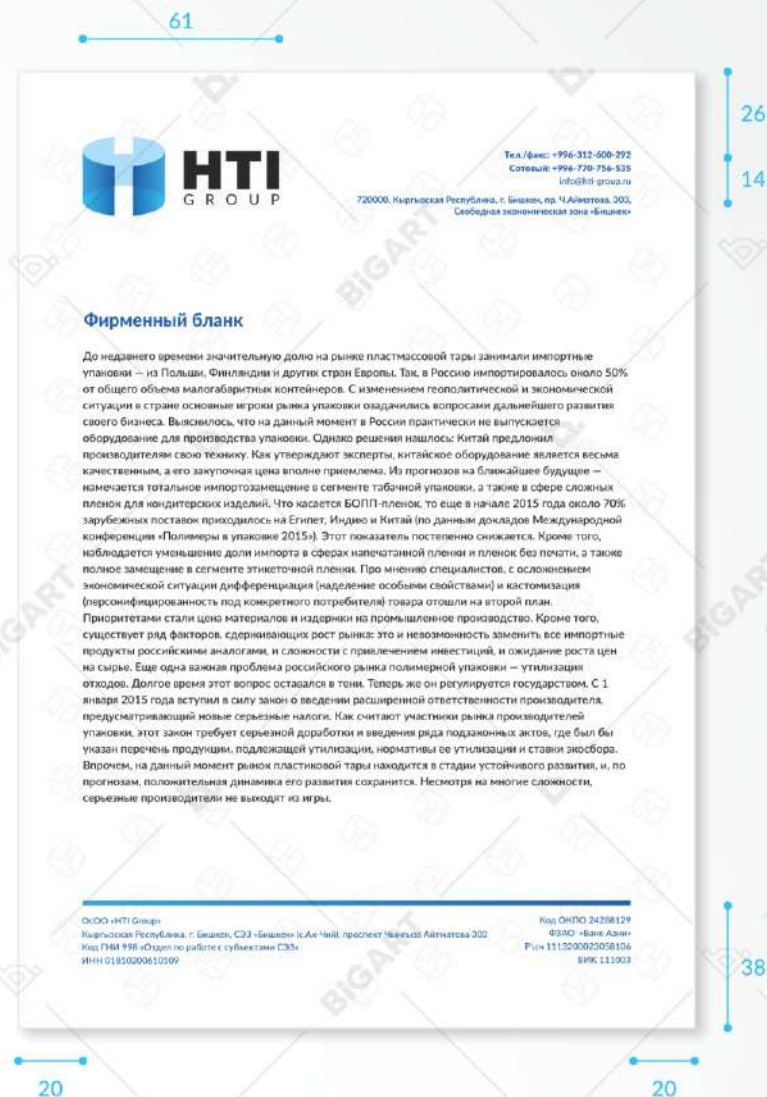 61
26
14
HTI
GROUP
Тел./факс: +996-312-600-292
Сотовый: +996-770-756-535
info@hti-group.ru
720000, Кыргызская Республика, г. Бишкек, пр. Ч.Айматова, 303,
Свободная экономическая зона «Бишкек»
Фирменный бланк
До недавнего времени значительную долю на рынке пластмассовой тары занимали импортные
упаковки — из Польши, Финляндии и других стран Европы. Так, в Россию импортировалось около 50%
от общего объема малогабаритных контейнеров. С изменением геополитической и экономической
ситуации в стране основные игроки рынка упаковки озадачились вопросами дальнейшего развития
своего бизнеса. Выяснилось, что на данный момент в России практически не выпускается
оборудование для производства упаковки. Однако решения нашлось: Китай предложил
производителям свою технику. Как утверждают эксперты, китайское оборудование является весьма
качественным, а его закупочная цена вполне приемлема. Из прогнозов на ближайшее будущее —
намечается тотальное импортозамещение в сегменте табачной упаковки, а также в сфере сложных
пленок для кондитерских изделий. Что касается БОПП-пленок, то еще в начале 2015 года около 70%
зарубежных поставок приходилось на Египет, Индию и Китай (по данным докладов Международной
конференции «Полимеры в упаковке 2015»). Этот показатель постепенно снижается. Кроме того,
наблюдается уменьшение доли импорта в сферах напечатанной пленки и пленок без печати, а также
полное замещение в сегменте этикеточной пленки. Про мнению специалистов, с осложнением
экономической ситуации дифференциация (наделение особыми свойствами) и кастомизация
(персонифицированность под конкретного потребителя) товара отошли на второй план.
Приоритетами стали цена материалов и издержки на промышленное производство. Кроме того,
существует ряд факторов, сдерживающих рост рынка: это и невозможность заменить все импортные
продукты российскими аналогами, и сложности с привлечением инвестиций, и ожидание роста цен
на сырье. Еще одна важная проблема российского рынка полимерной упаковки — утилизация
отходов. Долгое время этот вопрос оставался в тени. Теперь же он регулируется государством. С 1
января 2015 года вступил в силу закон о введении расширенной ответственности производителя,
предусматривающий новые серьезные налоги. Как считают участники рынка производителей
упаковки, этот закон требует серьезной доработки и введения ряда подзаконных актов, где был бы
указан перечень продукции, подлежащей утилизации, нормативы ее утилизации и ставки экосбора.
Впрочем, на данный момент рынок пластиковой тары находится в стадии устойчивого развития, и, по
прогнозам, положительная динамика его развития сохранится. Несмотря на многие сложности,
серьезные производители не выходят из игры.
ОсОО «HTI Group»
Кыргызская Республика, г. Бишкек, СЭЗ «Бишкек» (с.Ак-Чий), проспект Чынгыза Айтматова 303
Код ГНИ 998 «Отдел по работе с субъектами СЭЗ»
ИНН 01810200610109
Код ОКПО 24288129
ФЗАО «Банк Азии»
Р\сч 1113200023058106
БИК 111003
38
20
20
BIGART
BIGART
BIGART
BIGART